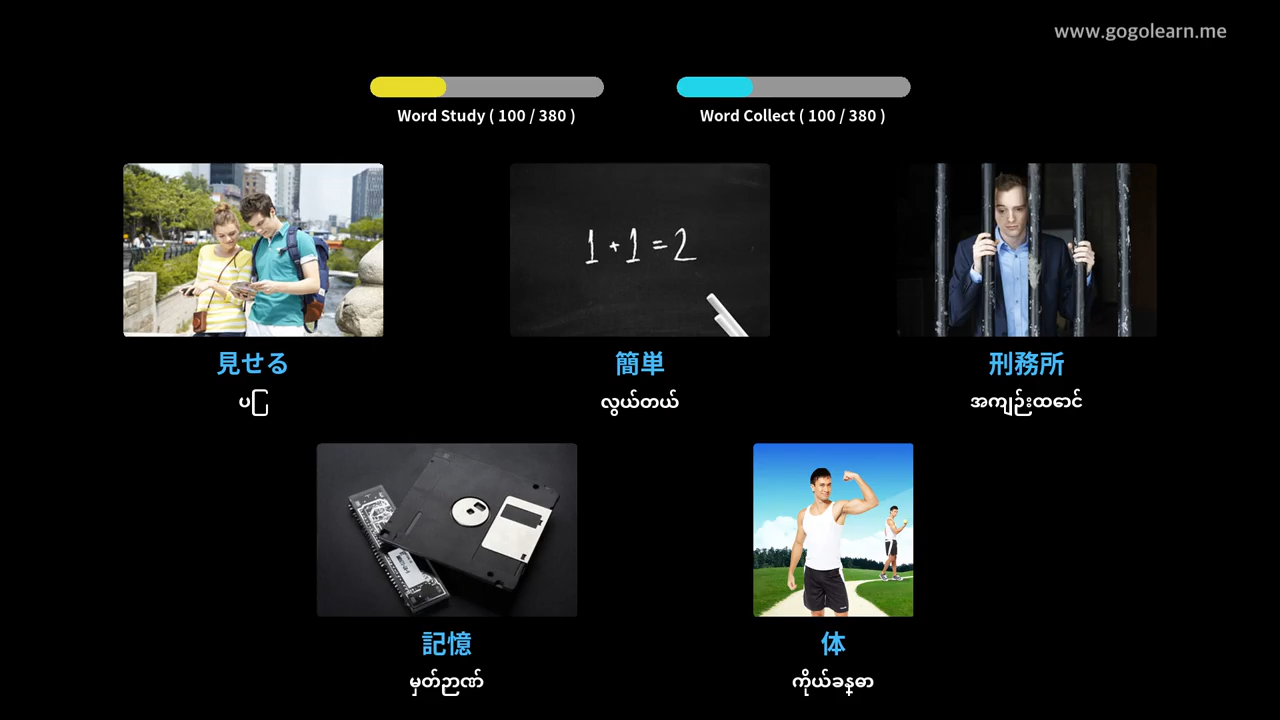 www.gogolearn.me
Word Study ( 100 / 380 )
Word Collect ( 100 / 380 )
1 + 1 = 2
見せる
簡単
刑務所
ပြ
လွယ်တယ်
အကျဉ်းထောင်
記憶
体
မှတ်ဉာဏ်
ကိုယ်ခန္ဓာ